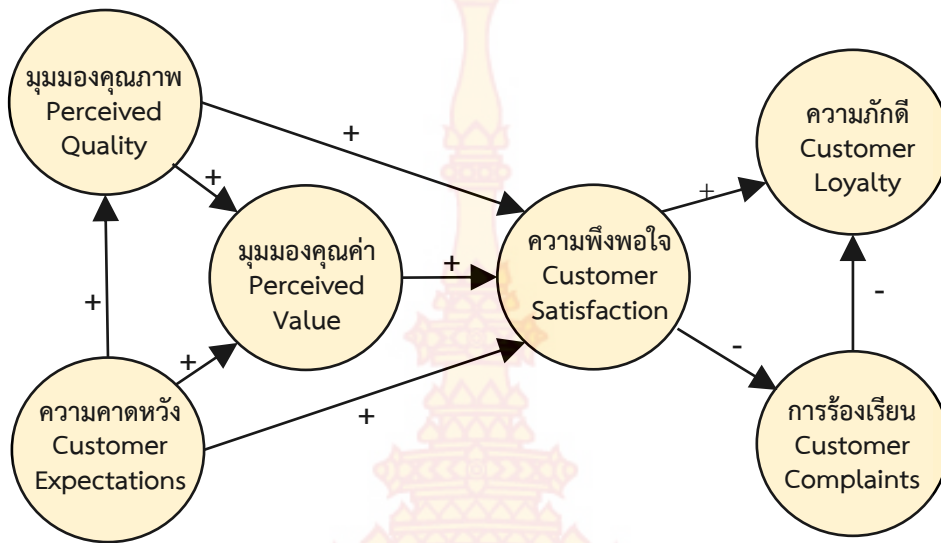 มุมมองคุณภาพ
Perceived
Quality
+
+
+
ความภักดี
Customer
Loyalty
+
มุมมองคุณค่า
Perceived
Value
+
ความพึงพอใจ
Customer
Satisfaction
-
-
+
+
ความคาดหวัง
Customer
Expectations
การร้องเรียน
Customer
Complaints